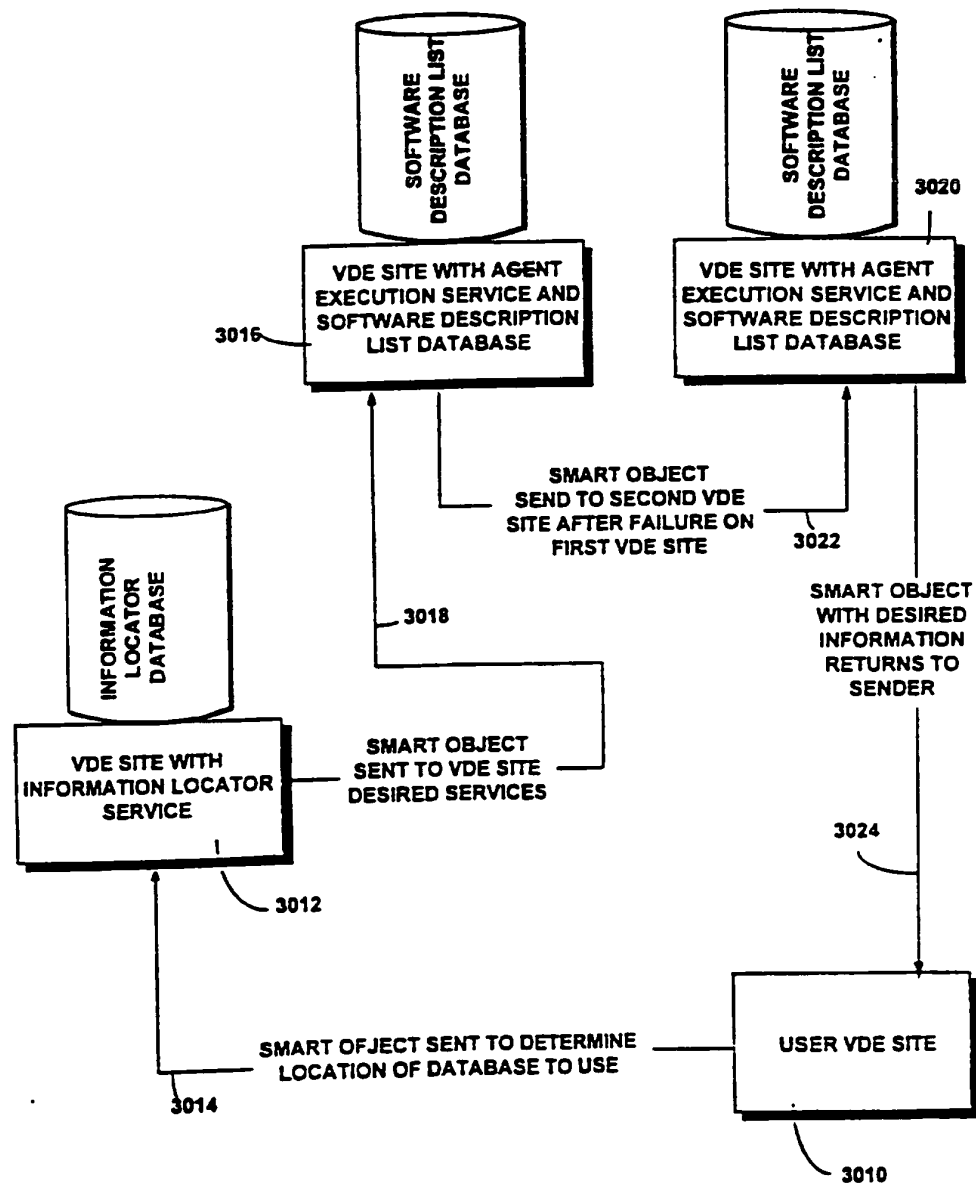 SOFTWARE
DESCRIPTION LIST
DATABASE
SOFTWARE
DESCRIPTION LIST
DATABASE
3020
VDE SITE WITH AGENT
EXECUTION SERVICE AND
SOFTWARE DESCRIPTION
LIST DATABASE
3016
VDE SITE WITH AGENT
EXECUTION SERVICE AND
SOFTWARE DESCRIPTION
LIST DATABASE
SMART OBJECT
SEND TO SECOND VDE
SITE AFTER FAILURE ON
FIRST VDE SITE
3022
INFORMATION
LOCATOR
DATABASE
3018
SMART OBJECT
WITH DESIRED
INFORMATION
RETURNS TO
SENDER
VDE SITE WITH
INFORMATION LOCATOR
SERVICE
SMART OBJECT
SENT TO VDE SITE
DESIRED SERVICES
3024
3012
SMART OFJECT SENT TO DETERMINE
LOCATION OF DATABASE TO USE
USER VDE SITE
3014
3010